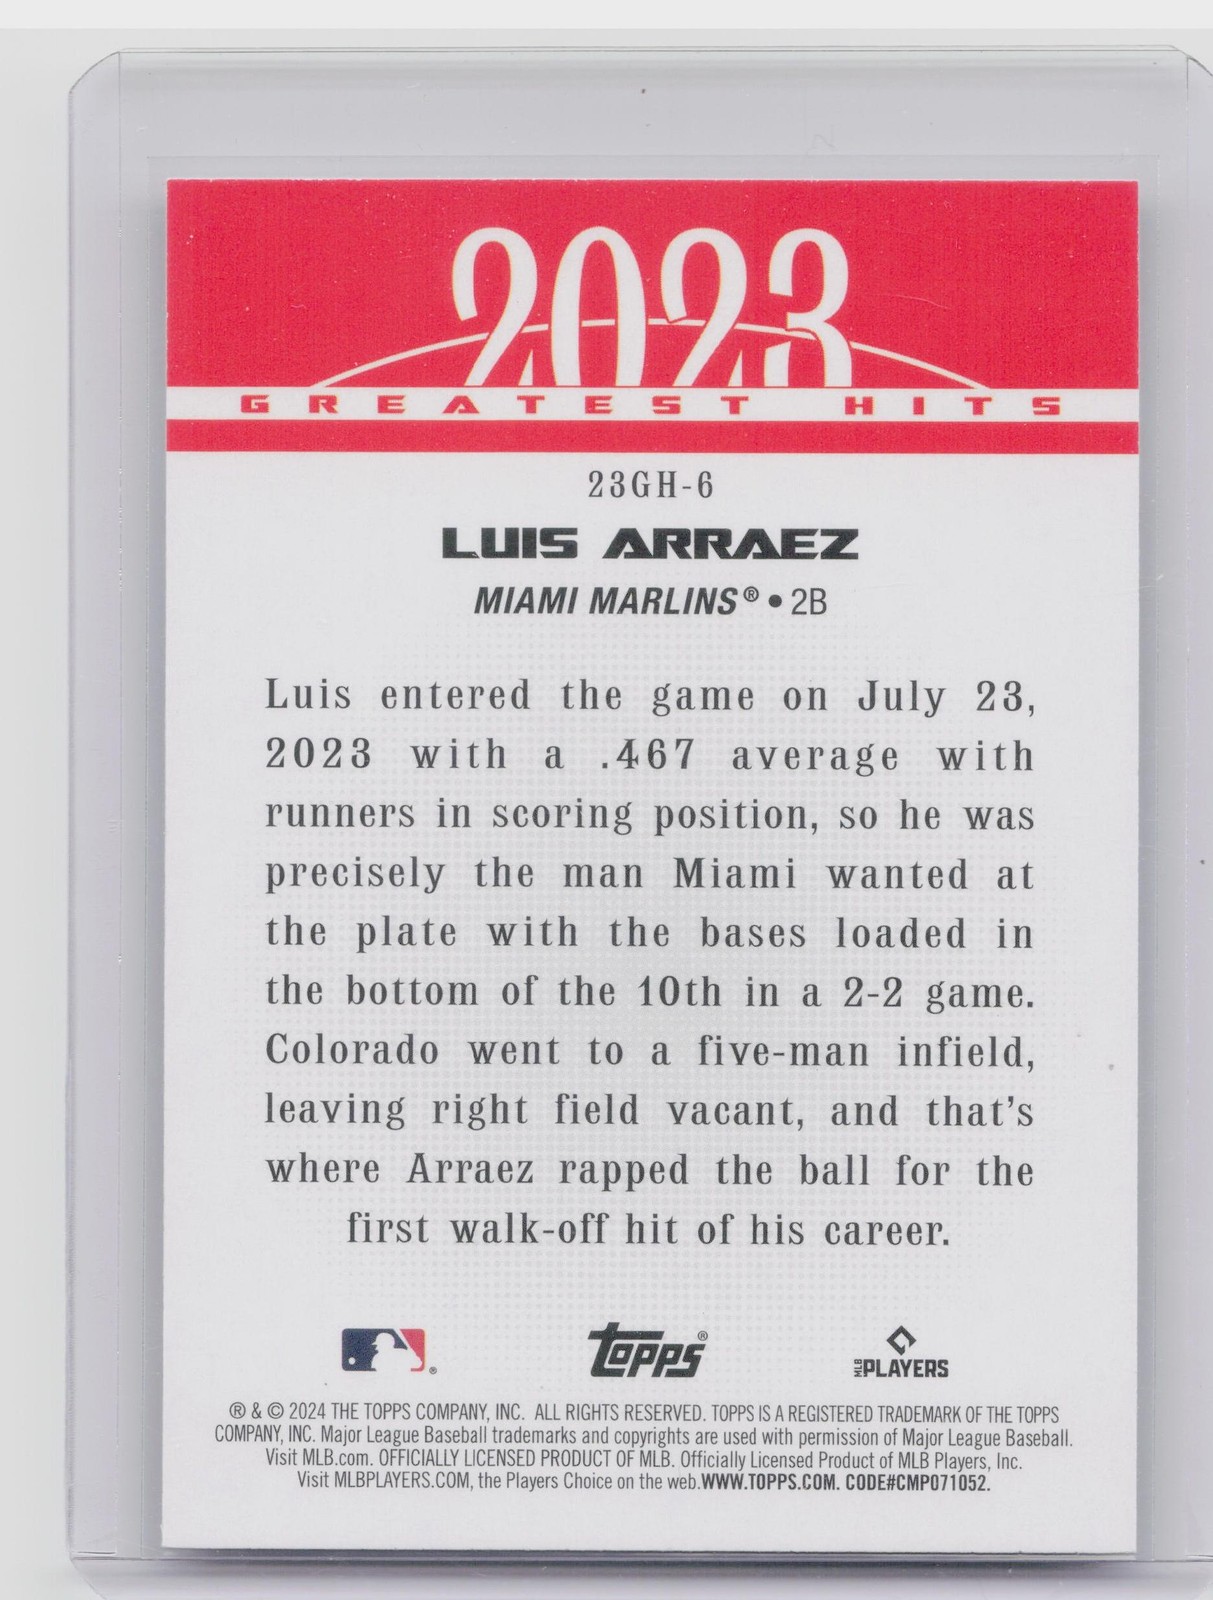 2023
GREATEST HITS
23GH-6
LUIS ARRAEZ
MIAMI MARLINS® • 2B
Luis entered the game on July 23,
2023 with a .467 average with
runners in scoring position, so he was
precisely the man Miami wanted at
the plate with the bases loaded in
the bottom of the 10th in a 2-2 game.
Colorado went to a five-man infield,
leaving right field vacant, and that's
where Arraez rapped the ball for the
first walk-off hit of his career.
®
topps®
MLB PLAYERS
® & © 2024 THE TOPPS COMPANY, INC. ALL RIGHTS RESERVED. TOPPS IS A REGISTERED TRADEMARK OF THE TOPPS
COMPANY, INC. Major League Baseball trademarks and copyrights are used with permission of Major League Baseball.
Visit MLB.com. OFFICIALLY LICENSED PRODUCT OF MLB. Officially Licensed Product of MLB Players, Inc.
Visit MLBPLAYERS.COM, the Players Choice on the web.WWW.TOPPS.COM. CODE#CMP071052.